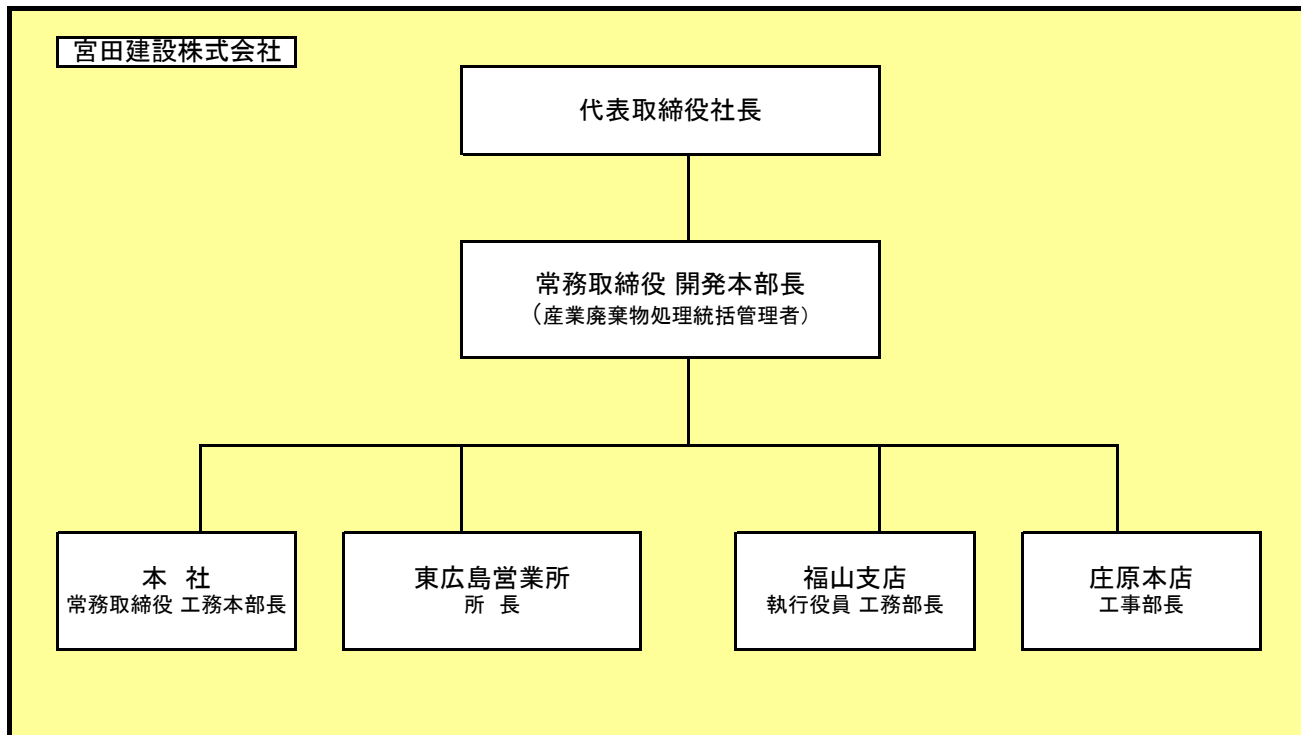 宮田建設株式会社
代表取締役社長
常務取締役 開発本部長
（産業廃棄物処理統括管理者）
本 社
常務取締役 工務本部長
東広島営業所
所 長
福山支店
執行役員 工務部長
庄原本店
工事部長